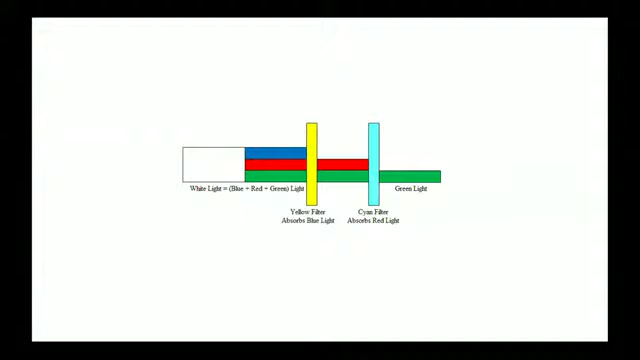 White Light = (Blue + Red + Green) Light
Green Light
Yellow Filter
Absorbs Blue Light
Cyan Filter
Absorbs Red Light